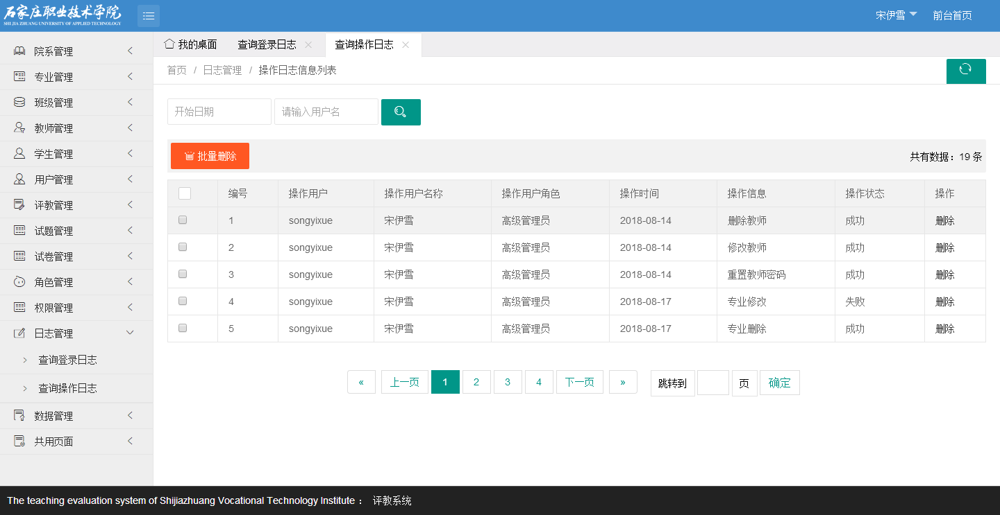 石家庄职业技术学院
SHI JIA ZHUANG UNIVERSITY OF APPLIED TECHNOLOGY
宋伊雪 前台首页
院系管理
专业管理
班级管理
教师管理
学生管理
用户管理
评教管理
试题管理
试卷管理
角色管理
权限管理
日志管理
查询登录日志
查询操作日志
数据管理
共用页面
我的桌面 查询登录日志 查询操作日志
首页 / 日志管理 / 操作日志信息列表
开始日期 请输入用户名
批量删除 共有数据：19 条
编号 操作用户 操作用户名称 操作用户角色 操作时间 操作信息 操作状态 操作
1 songyixue 宋伊雪 高级管理员 2018-08-14 删除教师 成功 删除
2 songyixue 宋伊雪 高级管理员 2018-08-14 修改教师 成功 删除
3 songyixue 宋伊雪 高级管理员 2018-08-14 重置教师密码 成功 删除
4 songyixue 宋伊雪 高级管理员 2018-08-17 专业修改 失败 删除
5 songyixue 宋伊雪 高级管理员 2018-08-17 专业删除 成功 删除
« 上一页 1 2 3 4 下一页 » 跳转到 页 确定
The teaching evaluation system of Shijiazhuang Vocational Technology Institute ： 评教系统